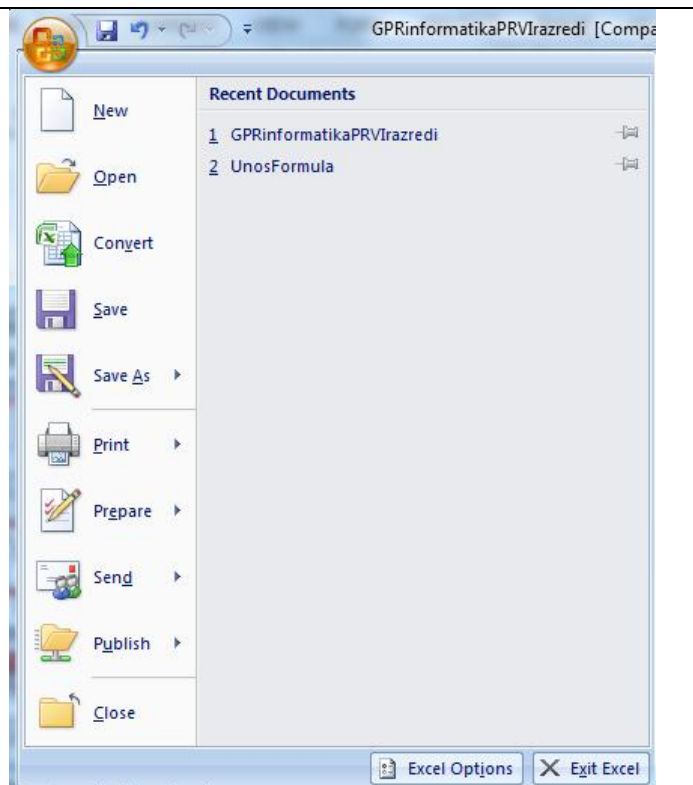 GPRinformatikaPRVIrazredi [Compa
New
Open
Convert
Save
Save As
Print
Prepare
Send
Publish
Close
Recent Documents
1 GPRinformatikaPRVIrazredi
2 UnosFormula
Excel Options
Exit Excel